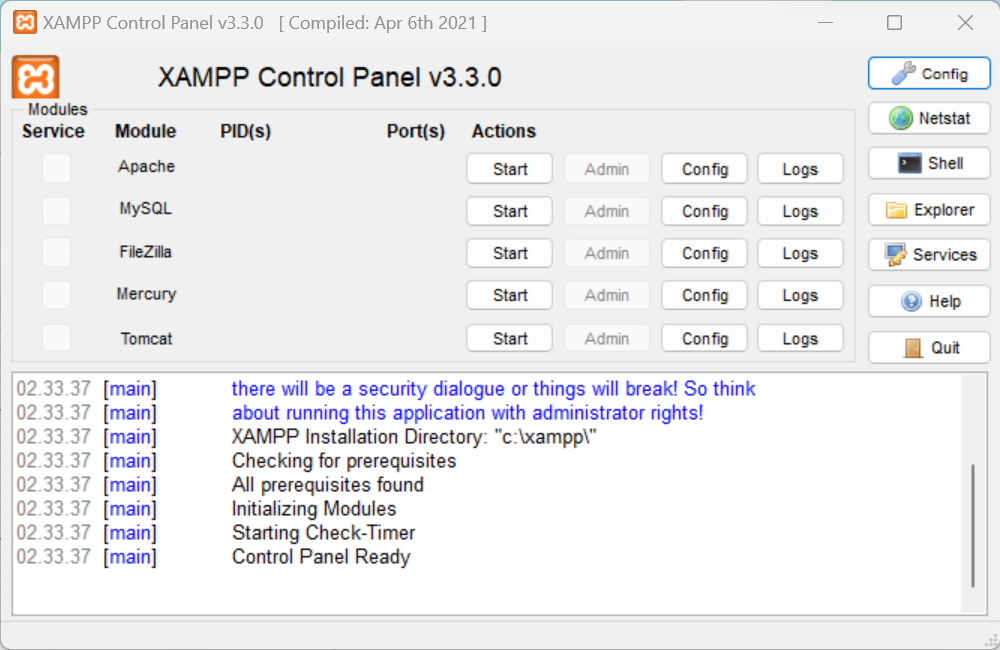 XAMPP Control Panel v3.3.0 [ Compiled: Apr 6th 2021 ]
XAMPP Control Panel v3.3.0
Config
Modules
Service Module PID(s) Port(s) Actions
Netstat
Apache Start Admin Config Logs
Shell
MySQL Start Admin Config Logs
Explorer
FileZilla Start Admin Config Logs
Services
Mercury Start Admin Config Logs
Help
Tomcat Start Admin Config Logs
Quit
02.33.37 [main] there will be a security dialogue or things will break! So think
02.33.37 [main] about running this application with administrator rights!
02.33.37 [main] XAMPP Installation Directory: "c:\xampp\"
02.33.37 [main] Checking for prerequisites
02.33.37 [main] All prerequisites found
02.33.37 [main] Initializing Modules
02.33.37 [main] Starting Check-Timer
02.33.37 [main] Control Panel Ready